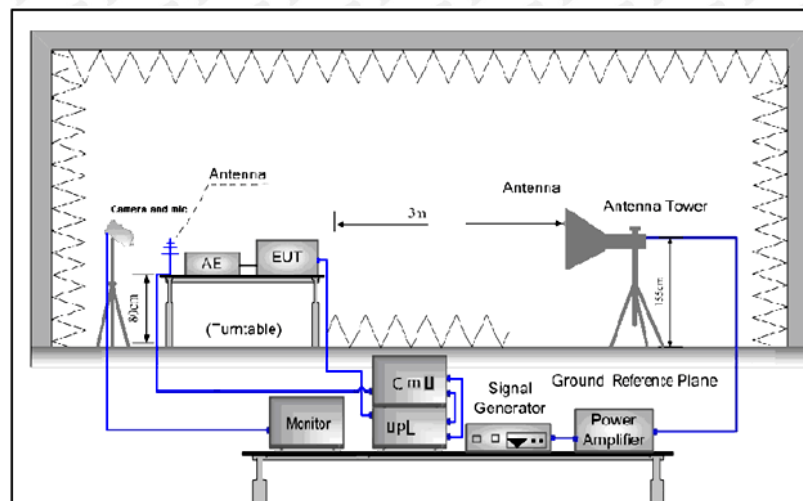 Antenna
Camera and mic
Antenna
3m
Antenna Tower
AE
EUT
80cm
(Turntable)
155cm
Cmu
upL
Monitor
Signal
Generator
Ground Reference Plane
Power
Amplifier